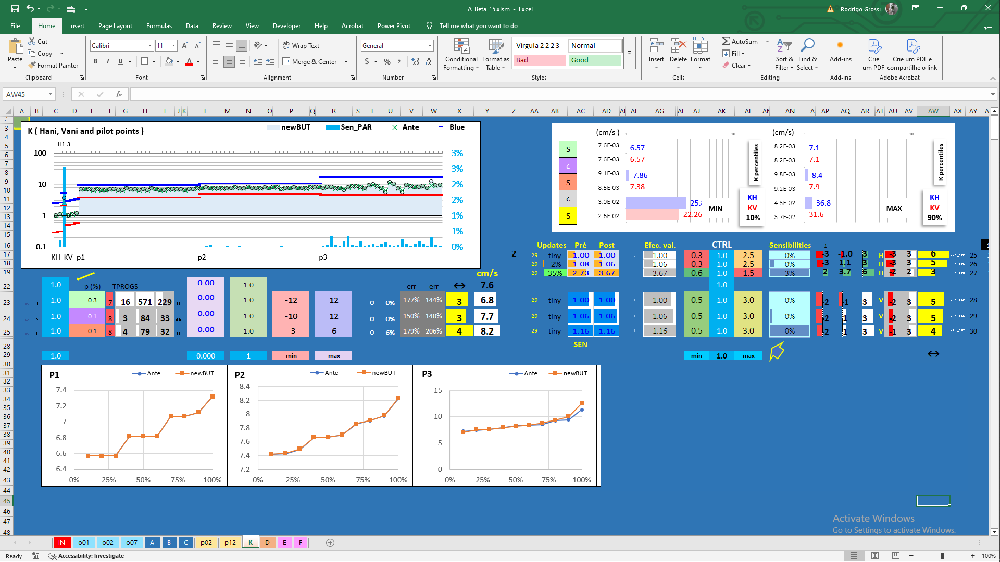 A_Beta_15.xlsm - Excel
Rodrigo Grossi
File Home Insert Page Layout Formulas Data Review View Developer Help Acrobat Power Pivot Tell me what you want to do
Cut
Copy
Format Painter
Paste
Clipboard
Calibri 11
B I U
Font
Wrap Text
Merge & Center
Alignment
General
$ % ,
Number
Conditional Formatting
Format as Table
Vírgula 2 2 2 3 Normal
Bad Good
Styles
Insert Delete Format
Cells
AutoSum
Fill
Clear
Sort & Filter
Find & Select
Editing
Add-ins
Add-ins
Crie um PDF
Crie um PDF e compartilhe o link
Adobe Acrobat
AW45
fx
A B C D E F G H I J K L M N O P Q R S T U V W X Y Z AA AB AC AD AF AG AI AJ AK AL AN AP AQ AR AT AU AV AW AX AY
K ( Hani, Vani and pilot points )
newBUT Sen_PAR Ante Blue
H1.3
100 10 1 0.1
3% 3% 2% 2% 1% 1% 0%
KH KV p1 p2 p3
S
c
S
c
S
(cm/s ) 1 10
7.6E-03 6.57
7.6E-03 6.57
9.1E-03 7.86
8.5E-03 7.38
3.0E-02 25.
2.6E-02 22.26
MIN
K percentiles
KH
KV
10%
(cm/s) 1 10
8.2E-03 7.1
8.2E-03 7.1
9.8E-03 8.4
9.2E-03 7.9
4.3E-02 36.8
3.7E-02 31.6
MAX
K percentiles
KH
KV
90%
Updates Pré Post Efec. val. CTRL Sensibilities 1
2 29 tiny 1.00 1.00 1.00 0.3 1.0 2.5 0% -3 -1.0 3 H -3 3 6 25
29 -2% 1.08 1.06 1.06 0.3 1.0 2.5 0% -3 1.1 3 H -3 3 5 26
29 35% 2.73 3.67 2 3.67 0.6 1.0 1.5 3% 2 3.7 6 H -2 2 3 27
cm/s
1.0 p (%) TPROGS 0.00 1.0 err err ↔ 7.6 1.0
1.0 0.3 7 16 571 229 ** 0.00 1.0 -12 12 0 0% 177% 144% 3 6.8 29 tiny 1.00 1.00 1 1.00 0.5 1.0 3.0 0% -2 -1 3 V -2 3 5 28
1.0 0.1 8 3 84 33 ** 0.00 1.0 -10 12 0 0% 150% 140% 3 7.7 29 tiny 1.06 1.06 1 1.06 0.5 1.0 3.0 0% -2 1 3 V -2 3 5 29
1.0 0.1 8 4 79 32 ** 0.00 1.0 -3 6 0 6% 179% 206% 4 8.2 29 tiny 1.16 1.16 1 1.16 0.5 1.0 3.0 0% -2 1 3 V -1 3 4 30
SEN
1.0 0.000 1 min max min 1.0 max ↔
P1 Ante newBUT
7.4 7.2 7 6.8 6.6 6.4
0% 25% 50% 75% 100%
P2 Ante newBUT
8.4 8.2 8 7.8 7.6 7.4 7.2
0% 25% 50% 75% 100%
P3 Ante newBUT
15 10 5 0
0% 25% 50% 75% 100%
3 4 5 6 7 8 9 10 11 12 13 14 15 16 17 18 19 22 23 24 25 28 29 30 31 32 33 34 35 36 37 38 39 40 41 42 43 44 45 46 47 48
Activate Windows
Go to Settings to activate Windows.
IN o01 o02 o07 A B C p02 p12 K D E F
Ready
Accessibility: Investigate
100%